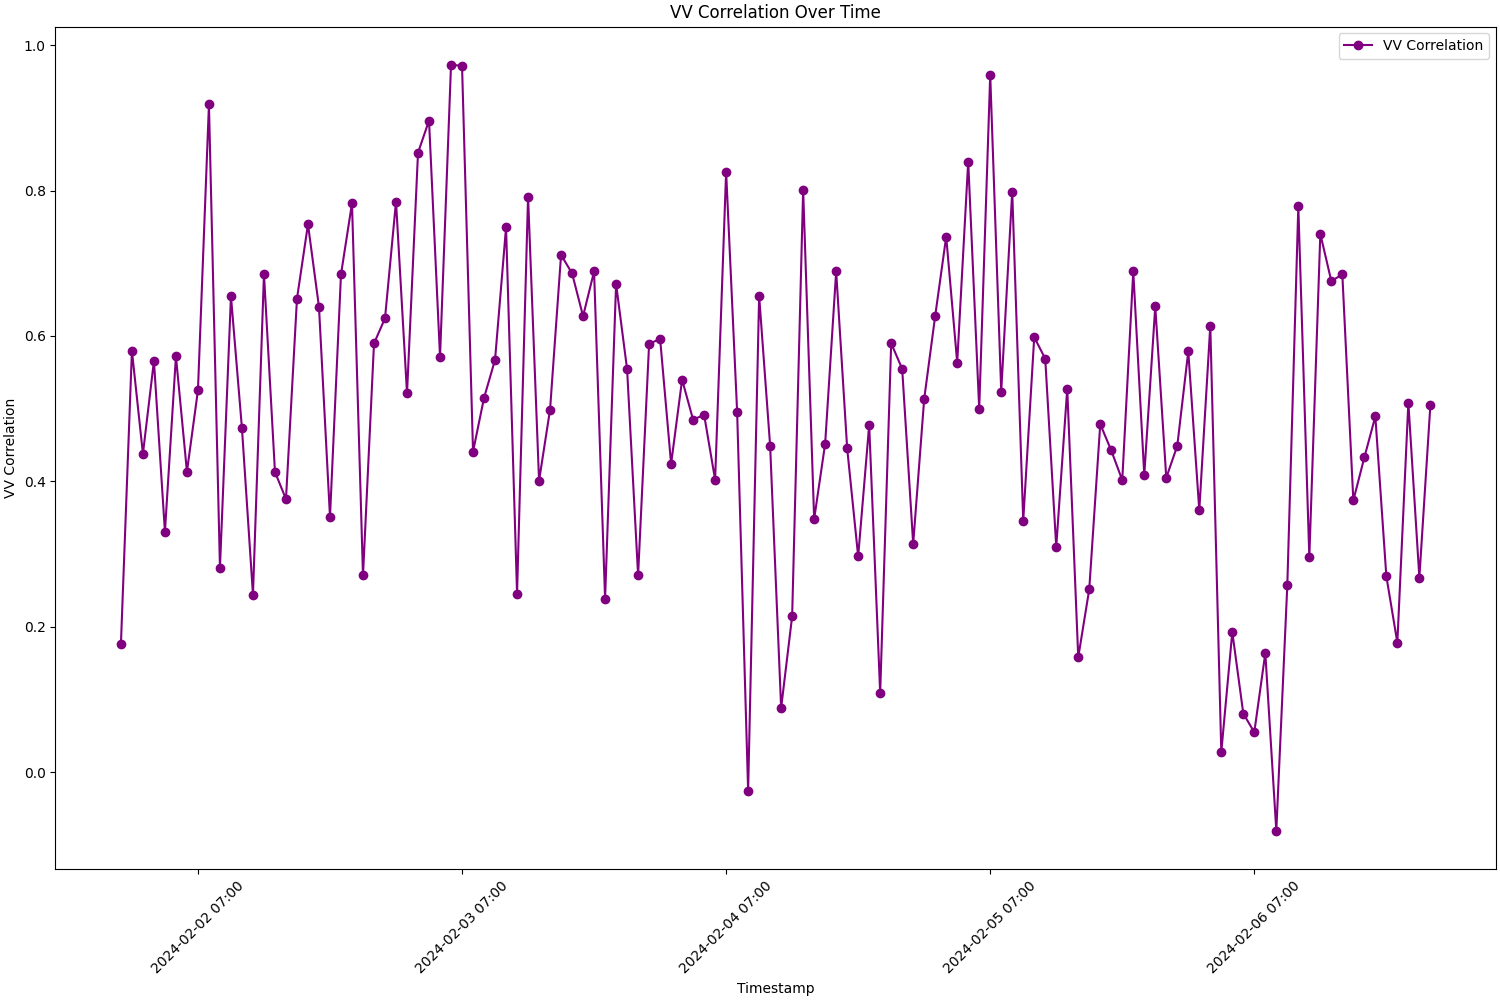 VV Correlation Over Time
VV Correlation
1.0
0.8
0.6
0.4
0.2
0.0
VV Correlation
2024-02-02 07:00
2024-02-03 07:00
2024-02-04 07:00
2024-02-05 07:00
2024-02-06 07:00
Timestamp